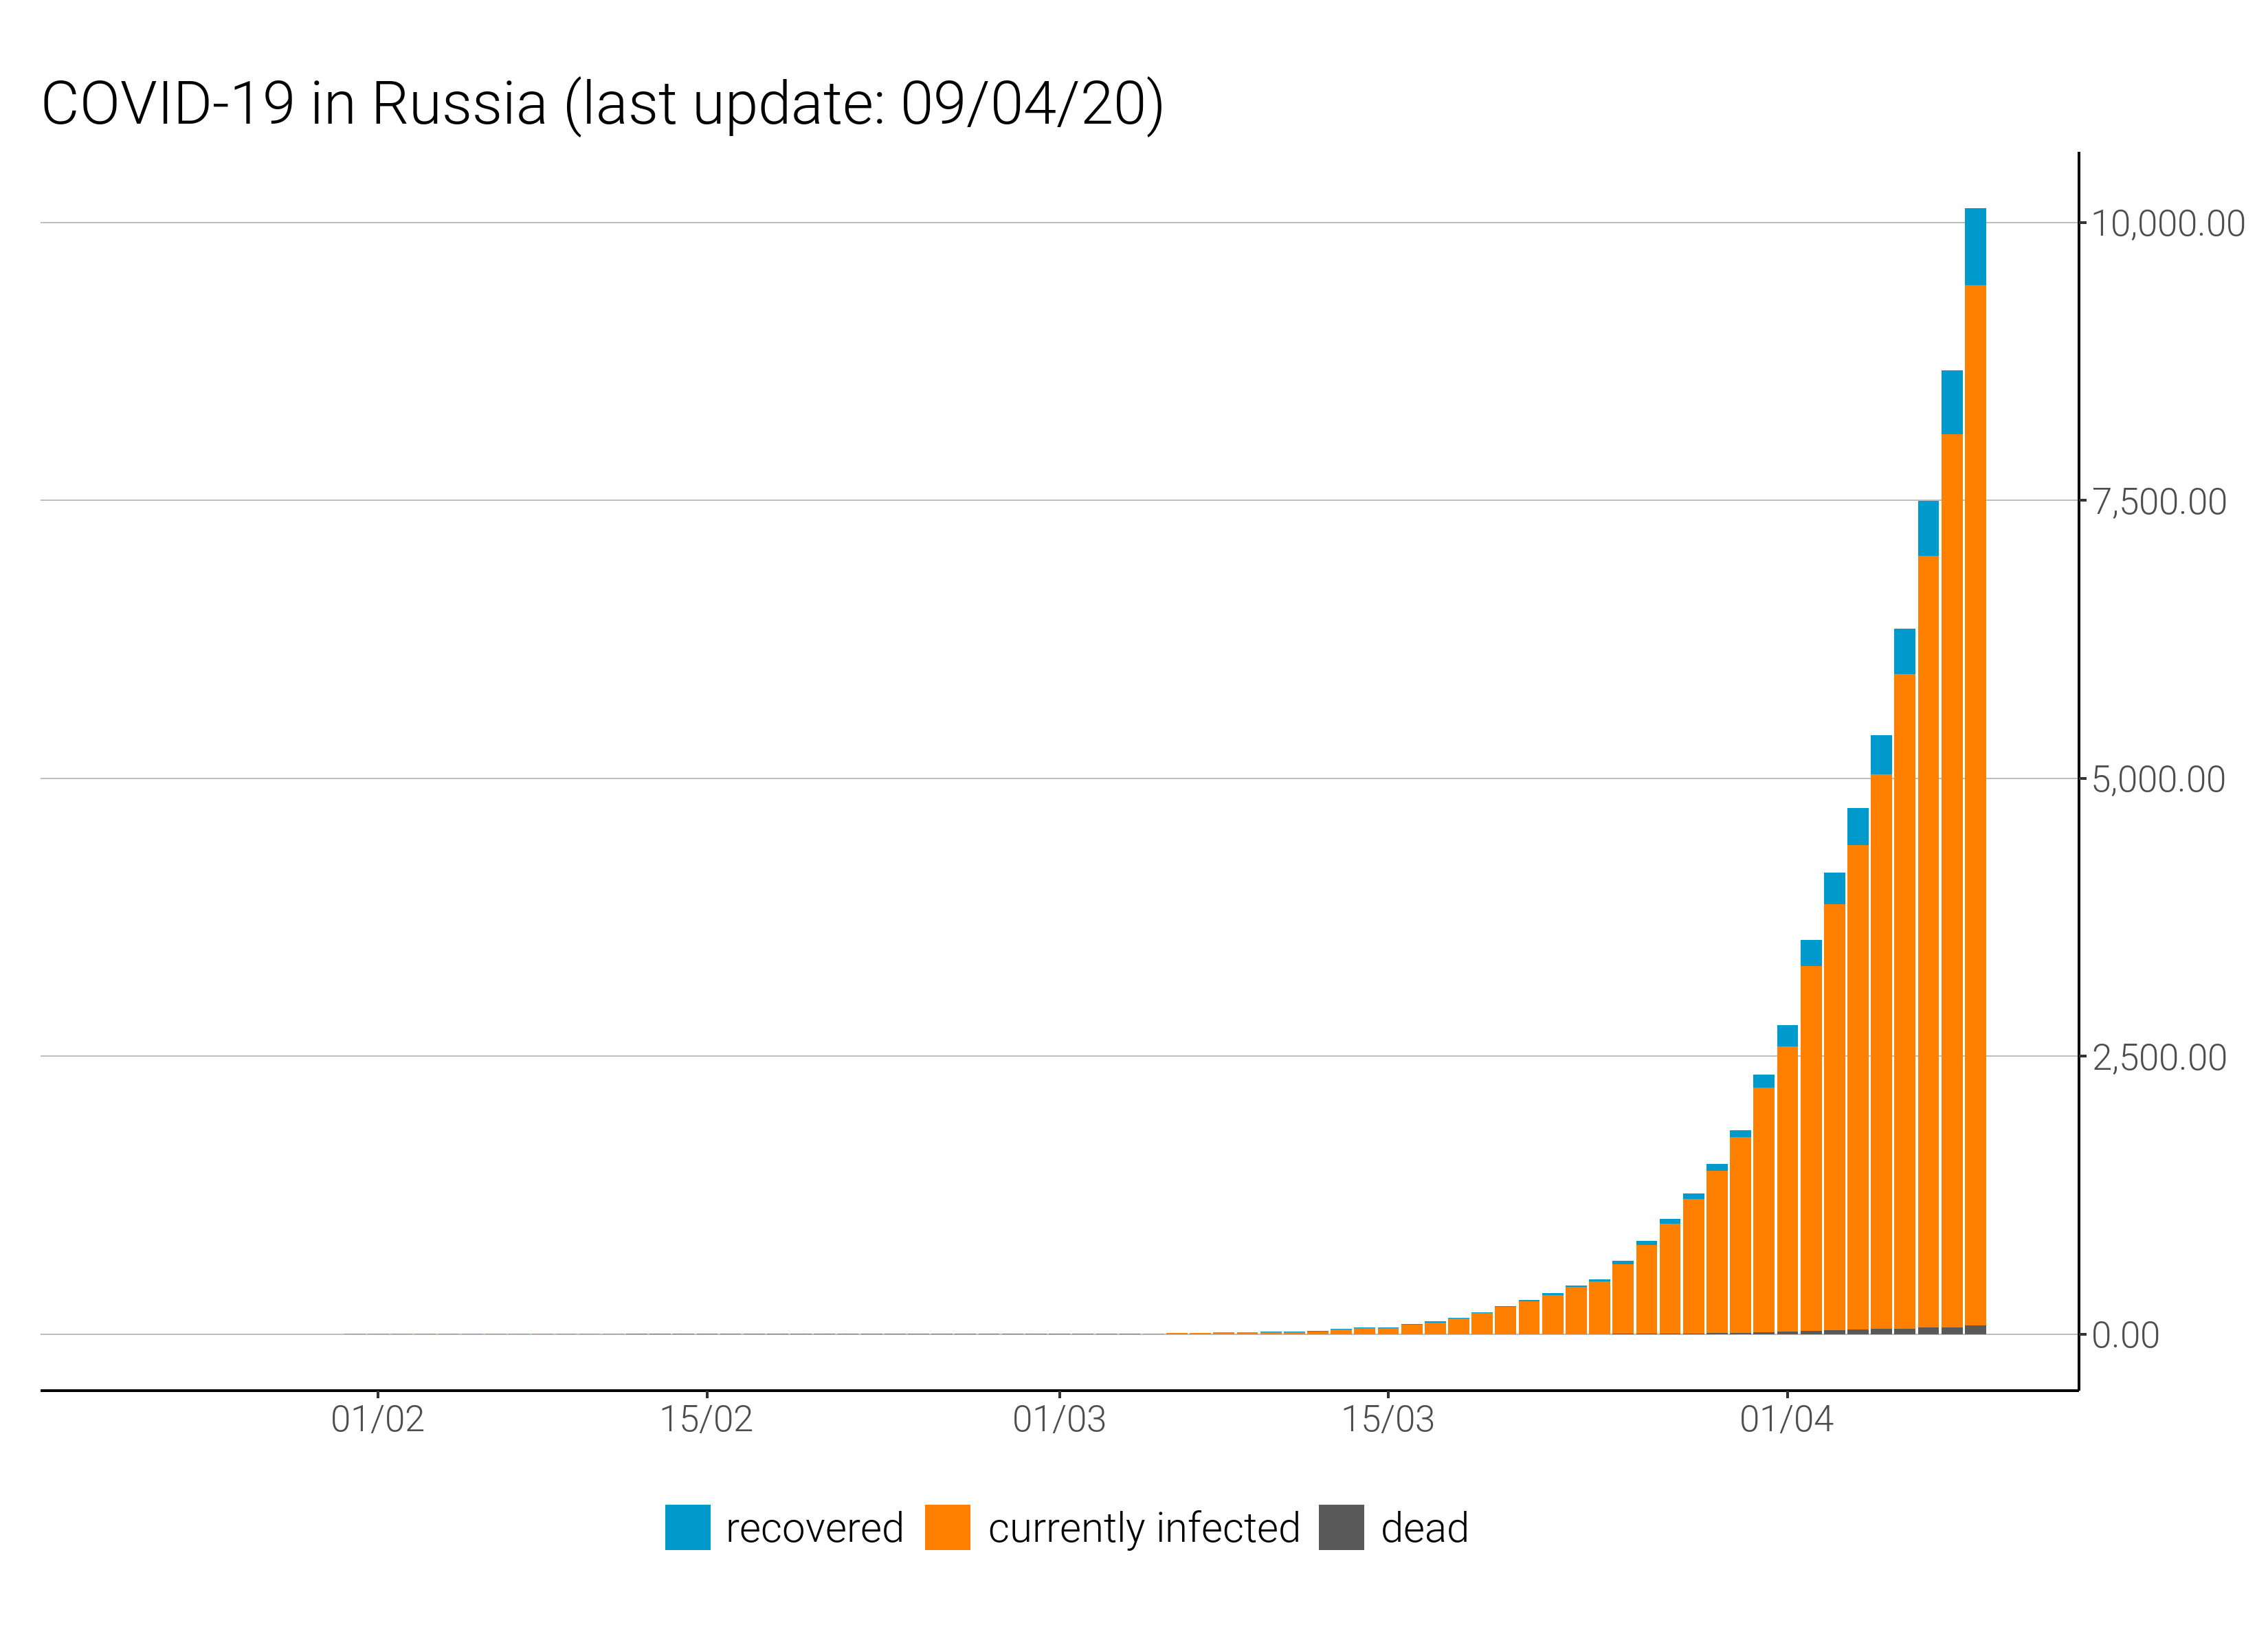 COVID-19 in Russia (last update: 09/04/20)
10,000.00
7,500.00
5,000.00
2,500.00
0.00
01/02 15/02 01/03 15/03 01/04
recovered currently infected dead